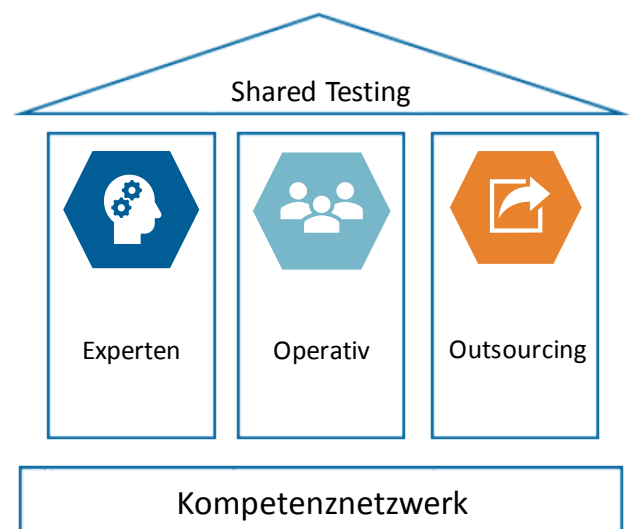 Shared Testing
Experten
Operativ
Outsourcing
Kompetenznetzwerk